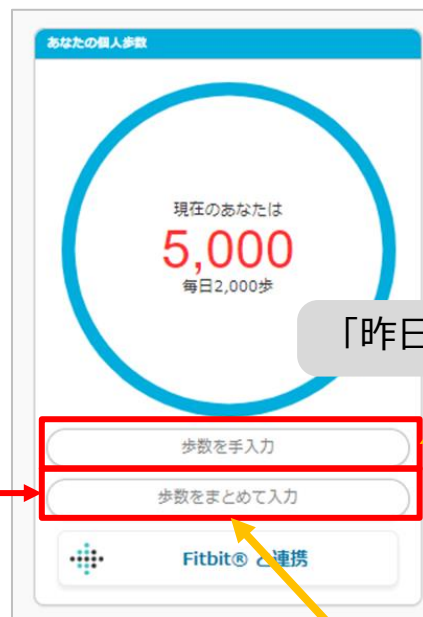 あなたの個人歩数
現在のあなたは
5,000
毎日2,000歩
「昨日
歩数を手入力
歩数をまとめて入力
Fitbit® と連携